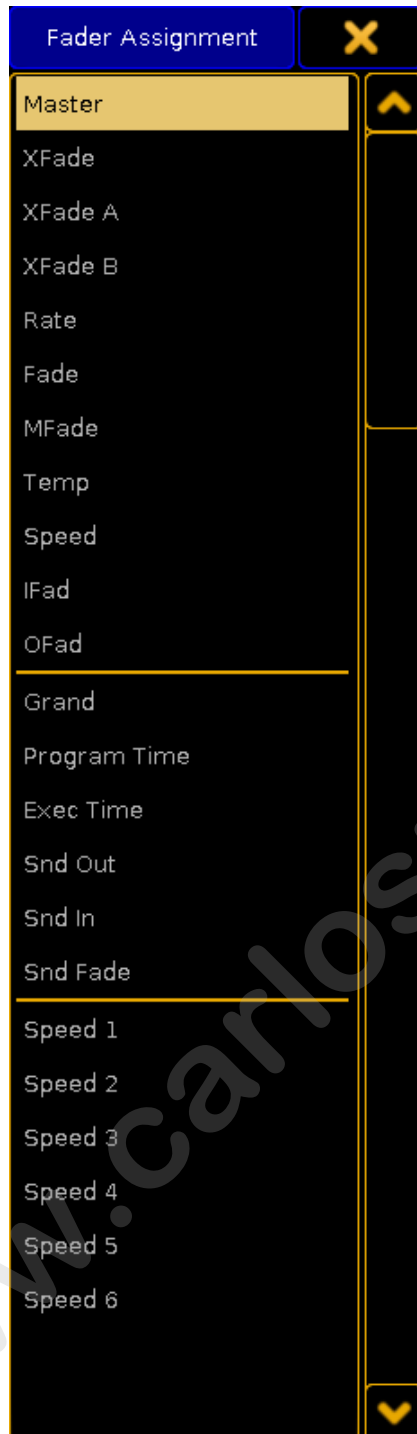 Fader Assignment
Master
XFade
XFade A
XFade B
Rate
Fade
MFade
Temp
Speed
IFad
OFad
Grand
Program Time
Exec Time
Snd Out
Snd In
Snd Fade
Speed 1
Speed 2
Speed 3
Speed 4
Speed 5
Speed 6
w.carlos